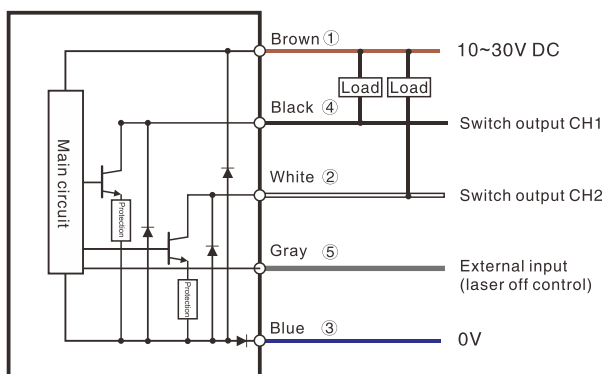 Brown ①
10~30V DC
Load
Load
Black ④
Switch output CH1
Main circuit
Protection
White ②
Switch output CH2
Gray ⑤
External input
(laser off control)
Protection
Blue ③
0V